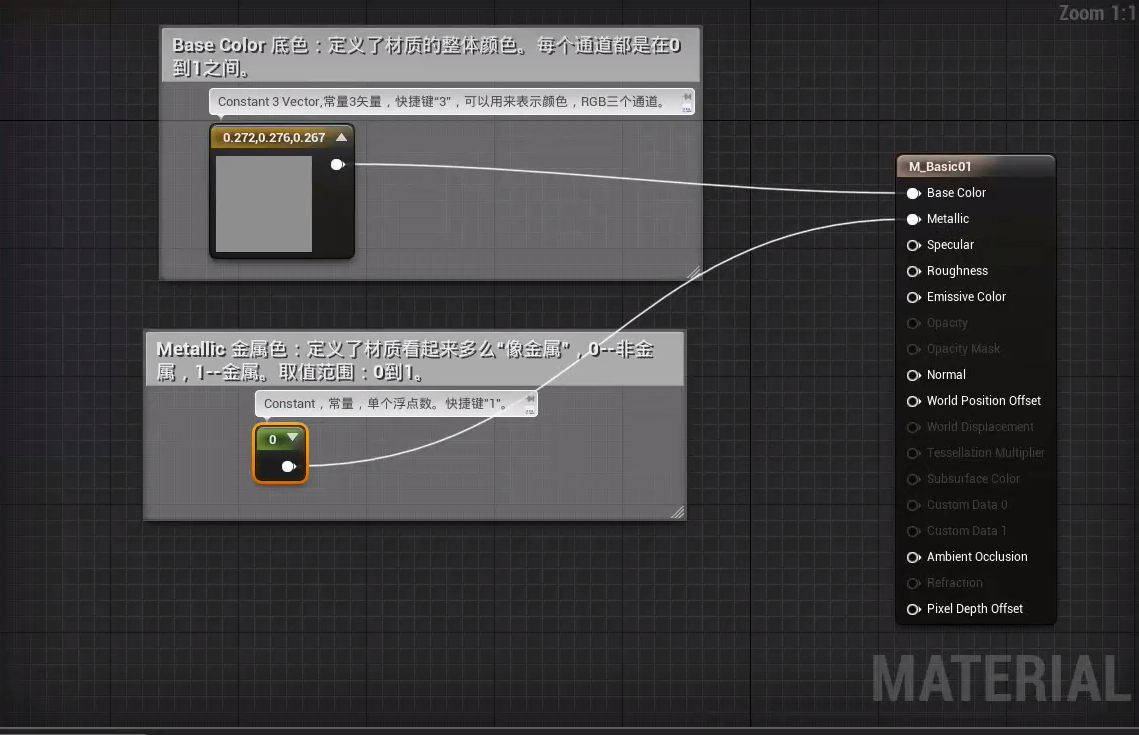 Zoom 1:1
Base Color 底色：定义了材质的整体颜色。每个通道都是在0
到1之间。
Constant 3 Vector,常量3矢量，快捷键“3”，可以用来表示颜色，RGB三个通道。
0.272,0.276,0.267
M_Basic01
Base Color
Metallic
Specular
Roughness
Emissive Color
Opacity
Opacity Mask
Normal
World Position Offset
World Displacement
Tessellation Multiplier
Subsurface Color
Custom Data 0
Custom Data 1
Ambient Occlusion
Refraction
Pixel Depth Offset
Metallic 金属色：定义了材质看起来多么“像金属”，0--非金
属，1--金属。取值范围：0到1。
Constant，常量，单个浮点数。快捷键”1”。
0
MATERIAL